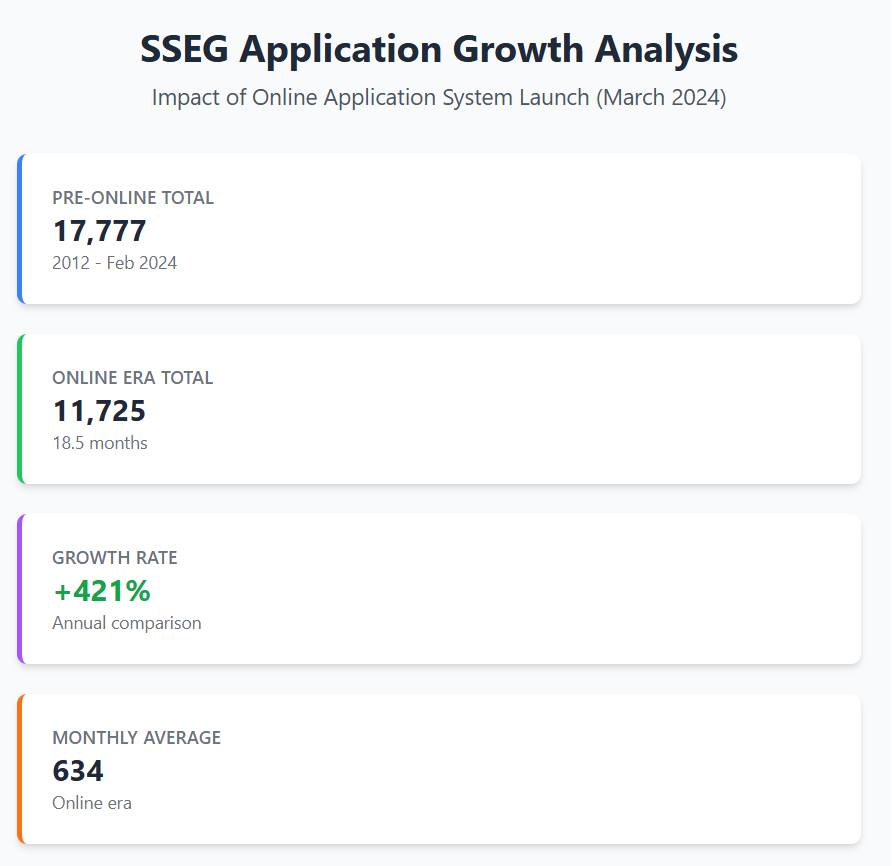 SSEG Application Growth Analysis
Impact of Online Application System Launch (March 2024)
PRE-ONLINE TOTAL
17,777
2012 - Feb 2024
ONLINE ERA TOTAL
11,725
18.5 months
GROWTH RATE
+421%
Annual comparison
MONTHLY AVERAGE
634
Online era